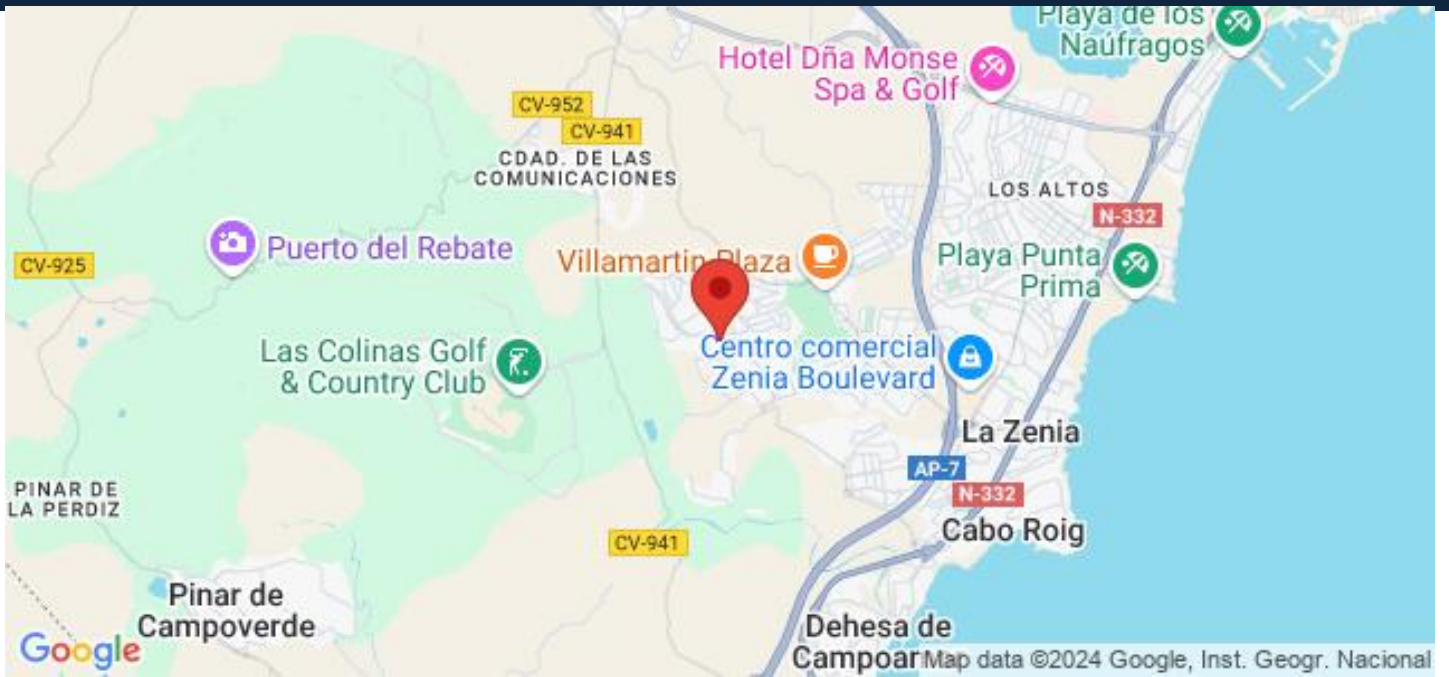 Playa de los
Naúfragos
Hotel Dña Monse
Spa & Golf
CV-952
CV-941
CDAD. DE LAS
COMUNICACIONES
LOS ALTOS
N-332
Puerto del Rebate
CV-925
Villamartin Plaza
Playa Punta
Prima
Las Colinas Golf
& Country Club
Centro comercial
Zenia Boulevard
La Zenia
AP-7
N-332
PINAR DE
LA PERDIZ
CV-941
Cabo Roig
Pinar de
Campoverde
Dehesa de
Google
Map data ©2024 Google, Inst. Geogr. Nacional